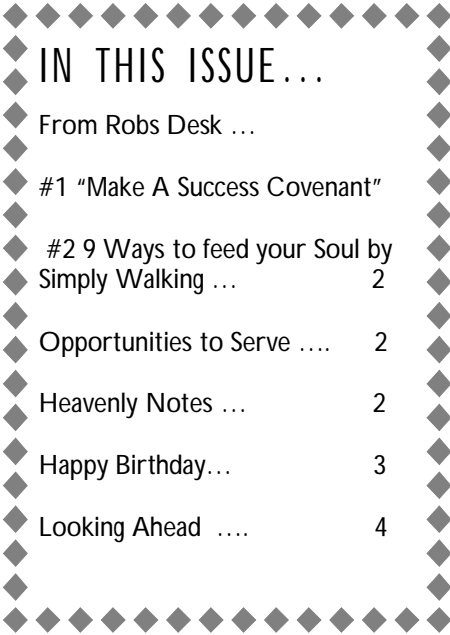 IN THIS ISSUE...
From Robs Desk …
#1 “Make A Success Covenant”
#2 9 Ways to feed your Soul by
Simply Walking … 2
Opportunities to Serve …. 2
Heavenly Notes … 2
Happy Birthday… 3
Looking Ahead …. 4